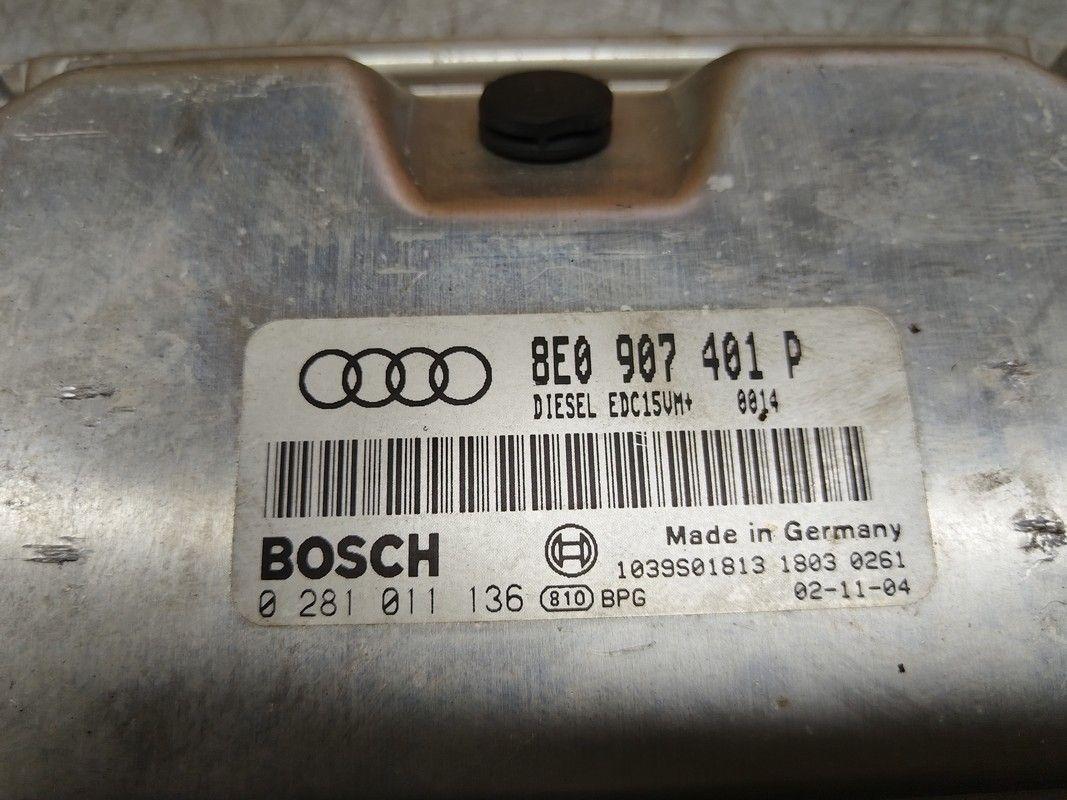 8E0 907 401 P
DIESEL EDC15VM+ 0014
BOSCH
Made in Germany
1039S01813 1803 0261
0 281 011 136 810 BPG 02-11-04